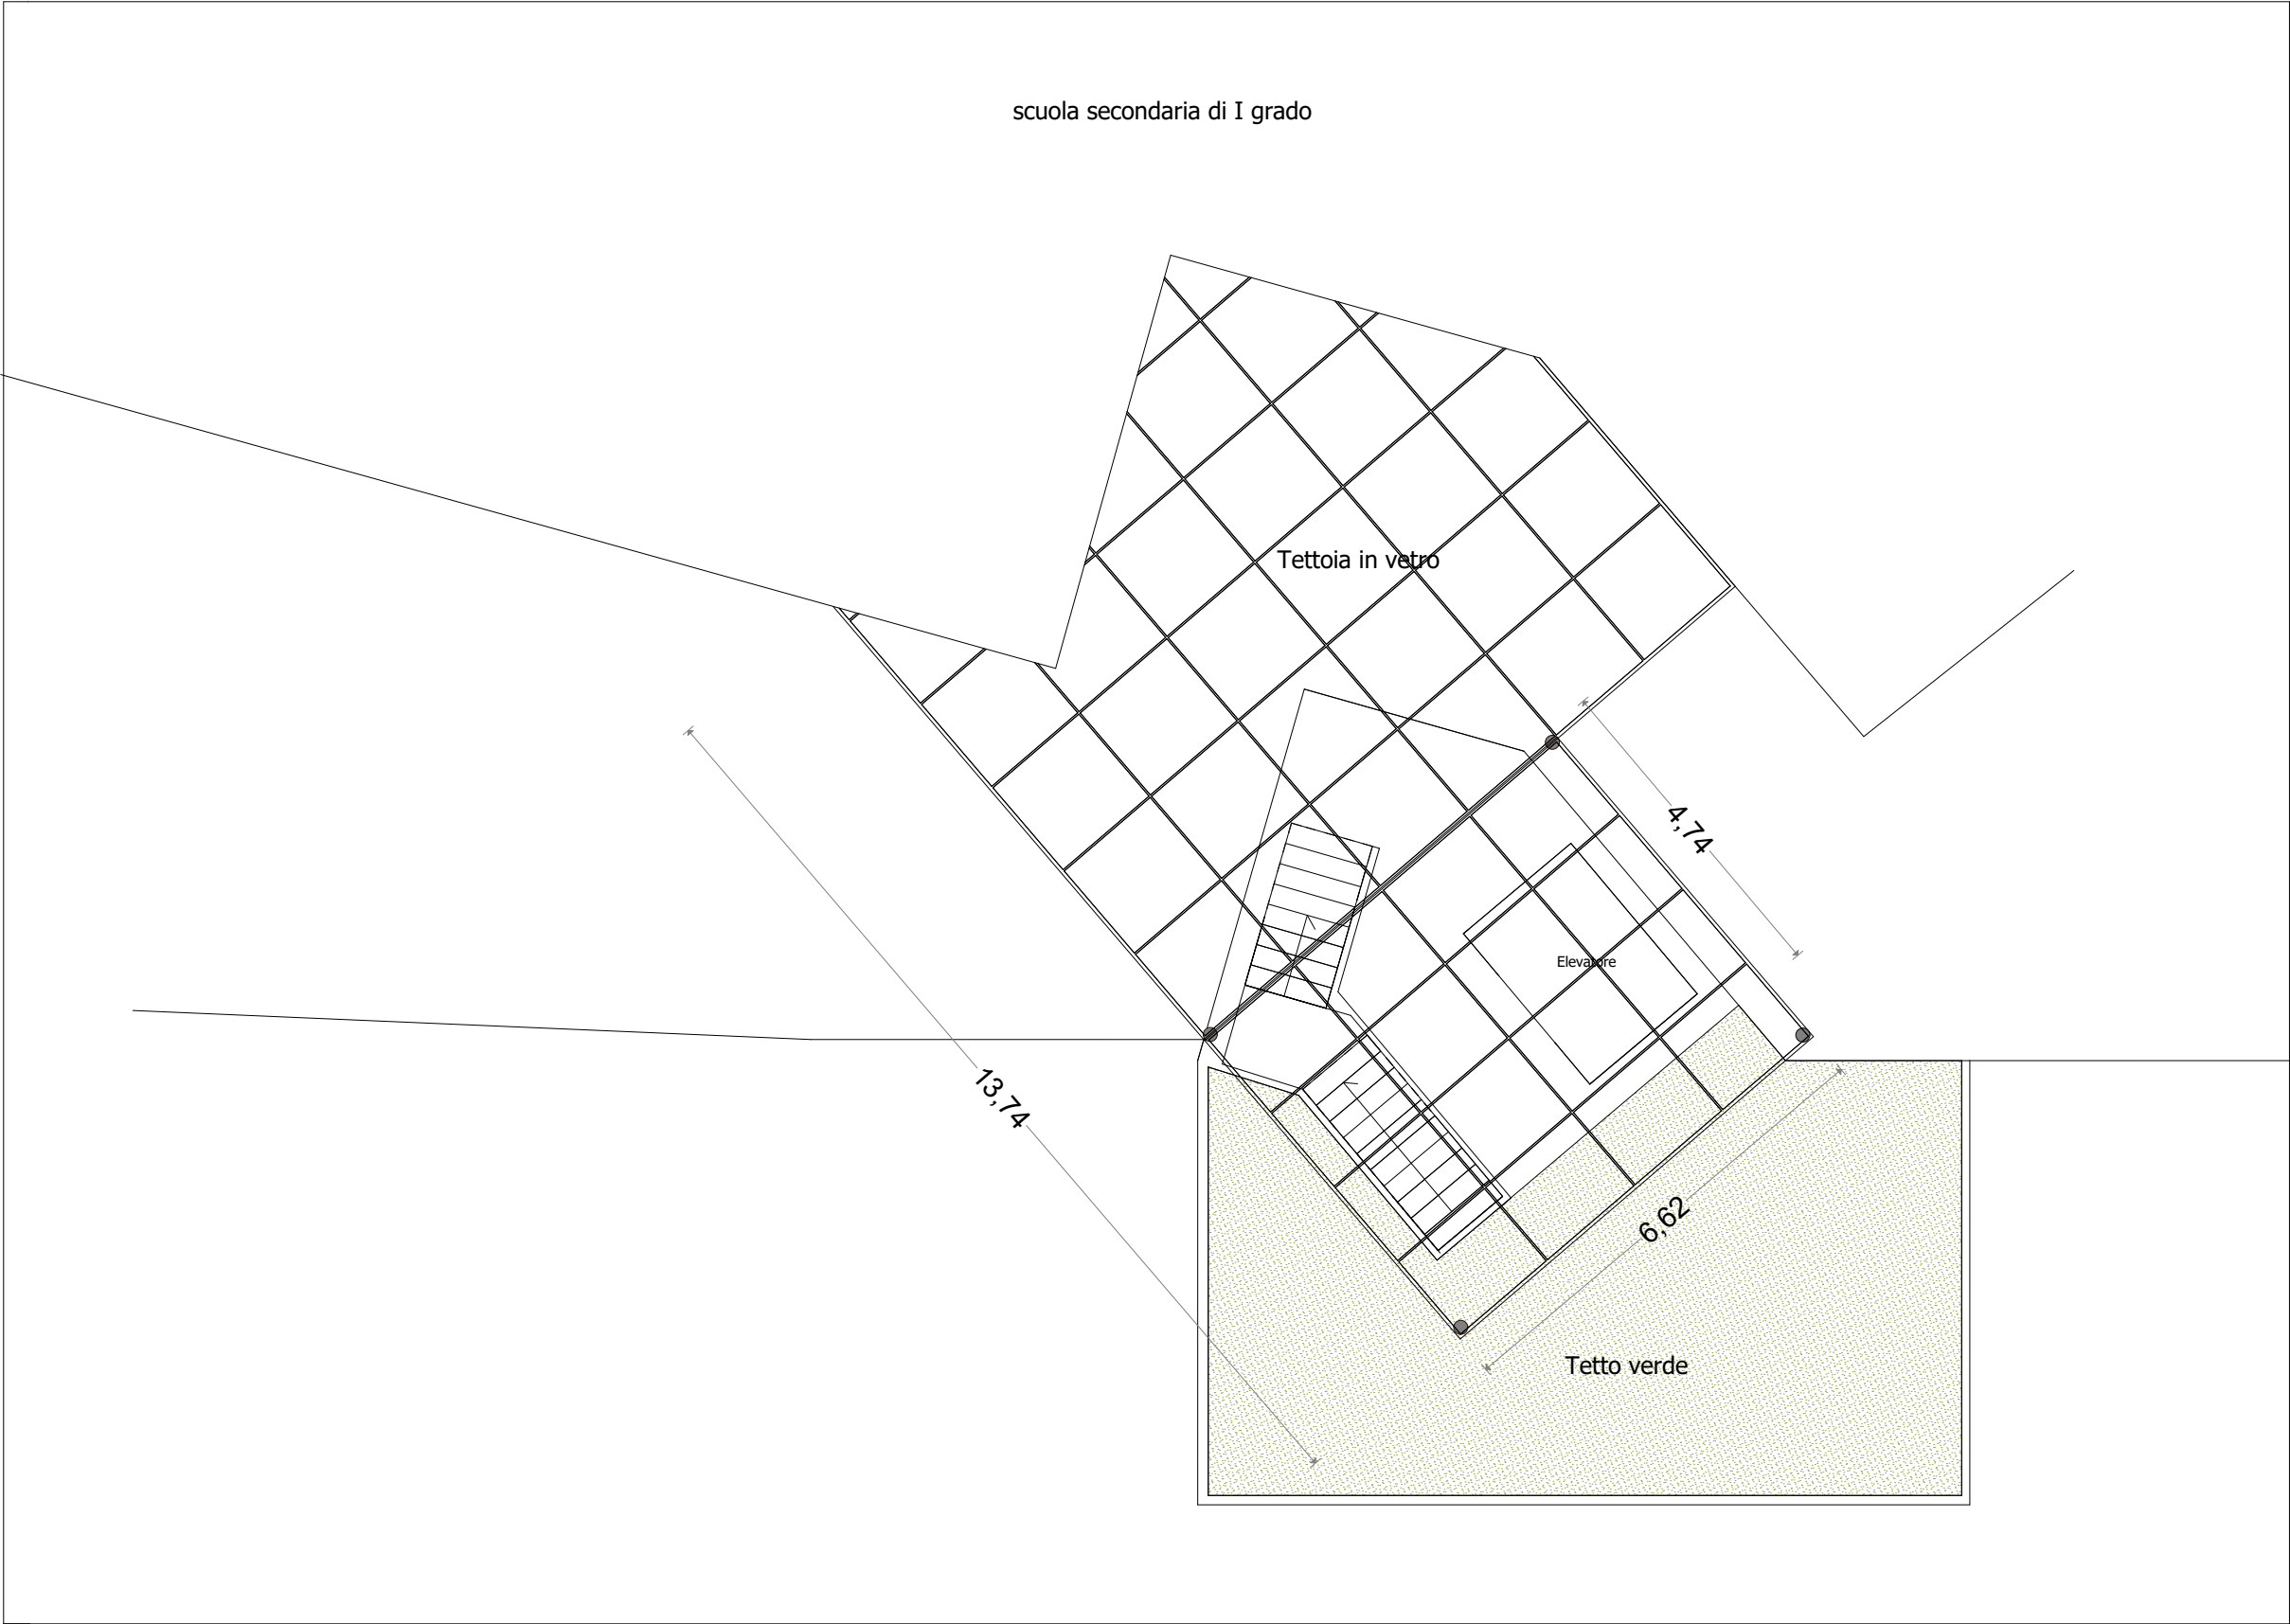 scuola secondaria di I grado
Tettoia in vetro
4,74
Elevatore
13,74
6,62
Tetto verde